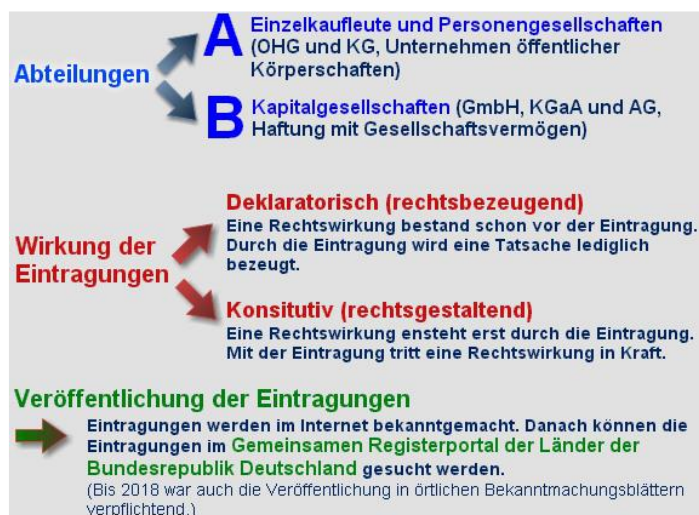 Abteilungen
A Einzelkaufleute und Personengesellschaften
(OHG und KG, Unternehmen öffentlicher
Körperschaften)
B Kapitalgesellschaften (GmbH, KGaA und AG,
Haftung mit Gesellschaftsvermögen)
Wirkung der
Eintragungen
Deklaratorisch (rechtsbezeugend)
Eine Rechtswirkung bestand schon vor der Eintragung.
Durch die Eintragung wird eine Tatsache lediglich
bezeugt.
Konsitutiv (rechtsgestaltend)
Eine Rechtswirkung ensteht erst durch die Eintragung.
Mit der Eintragung tritt eine Rechtswirkung in Kraft.
Veröffentlichung der Eintragungen
Eintragungen werden im Internet bekanntgemacht. Danach können die
Eintragungen im Gemeinsamen Registerportal der Länder der
Bundesrepublik Deutschland gesucht werden.
(Bis 2018 war auch die Veröffentlichung in örtlichen Bekanntmachungsblättern
verpflichtend.)